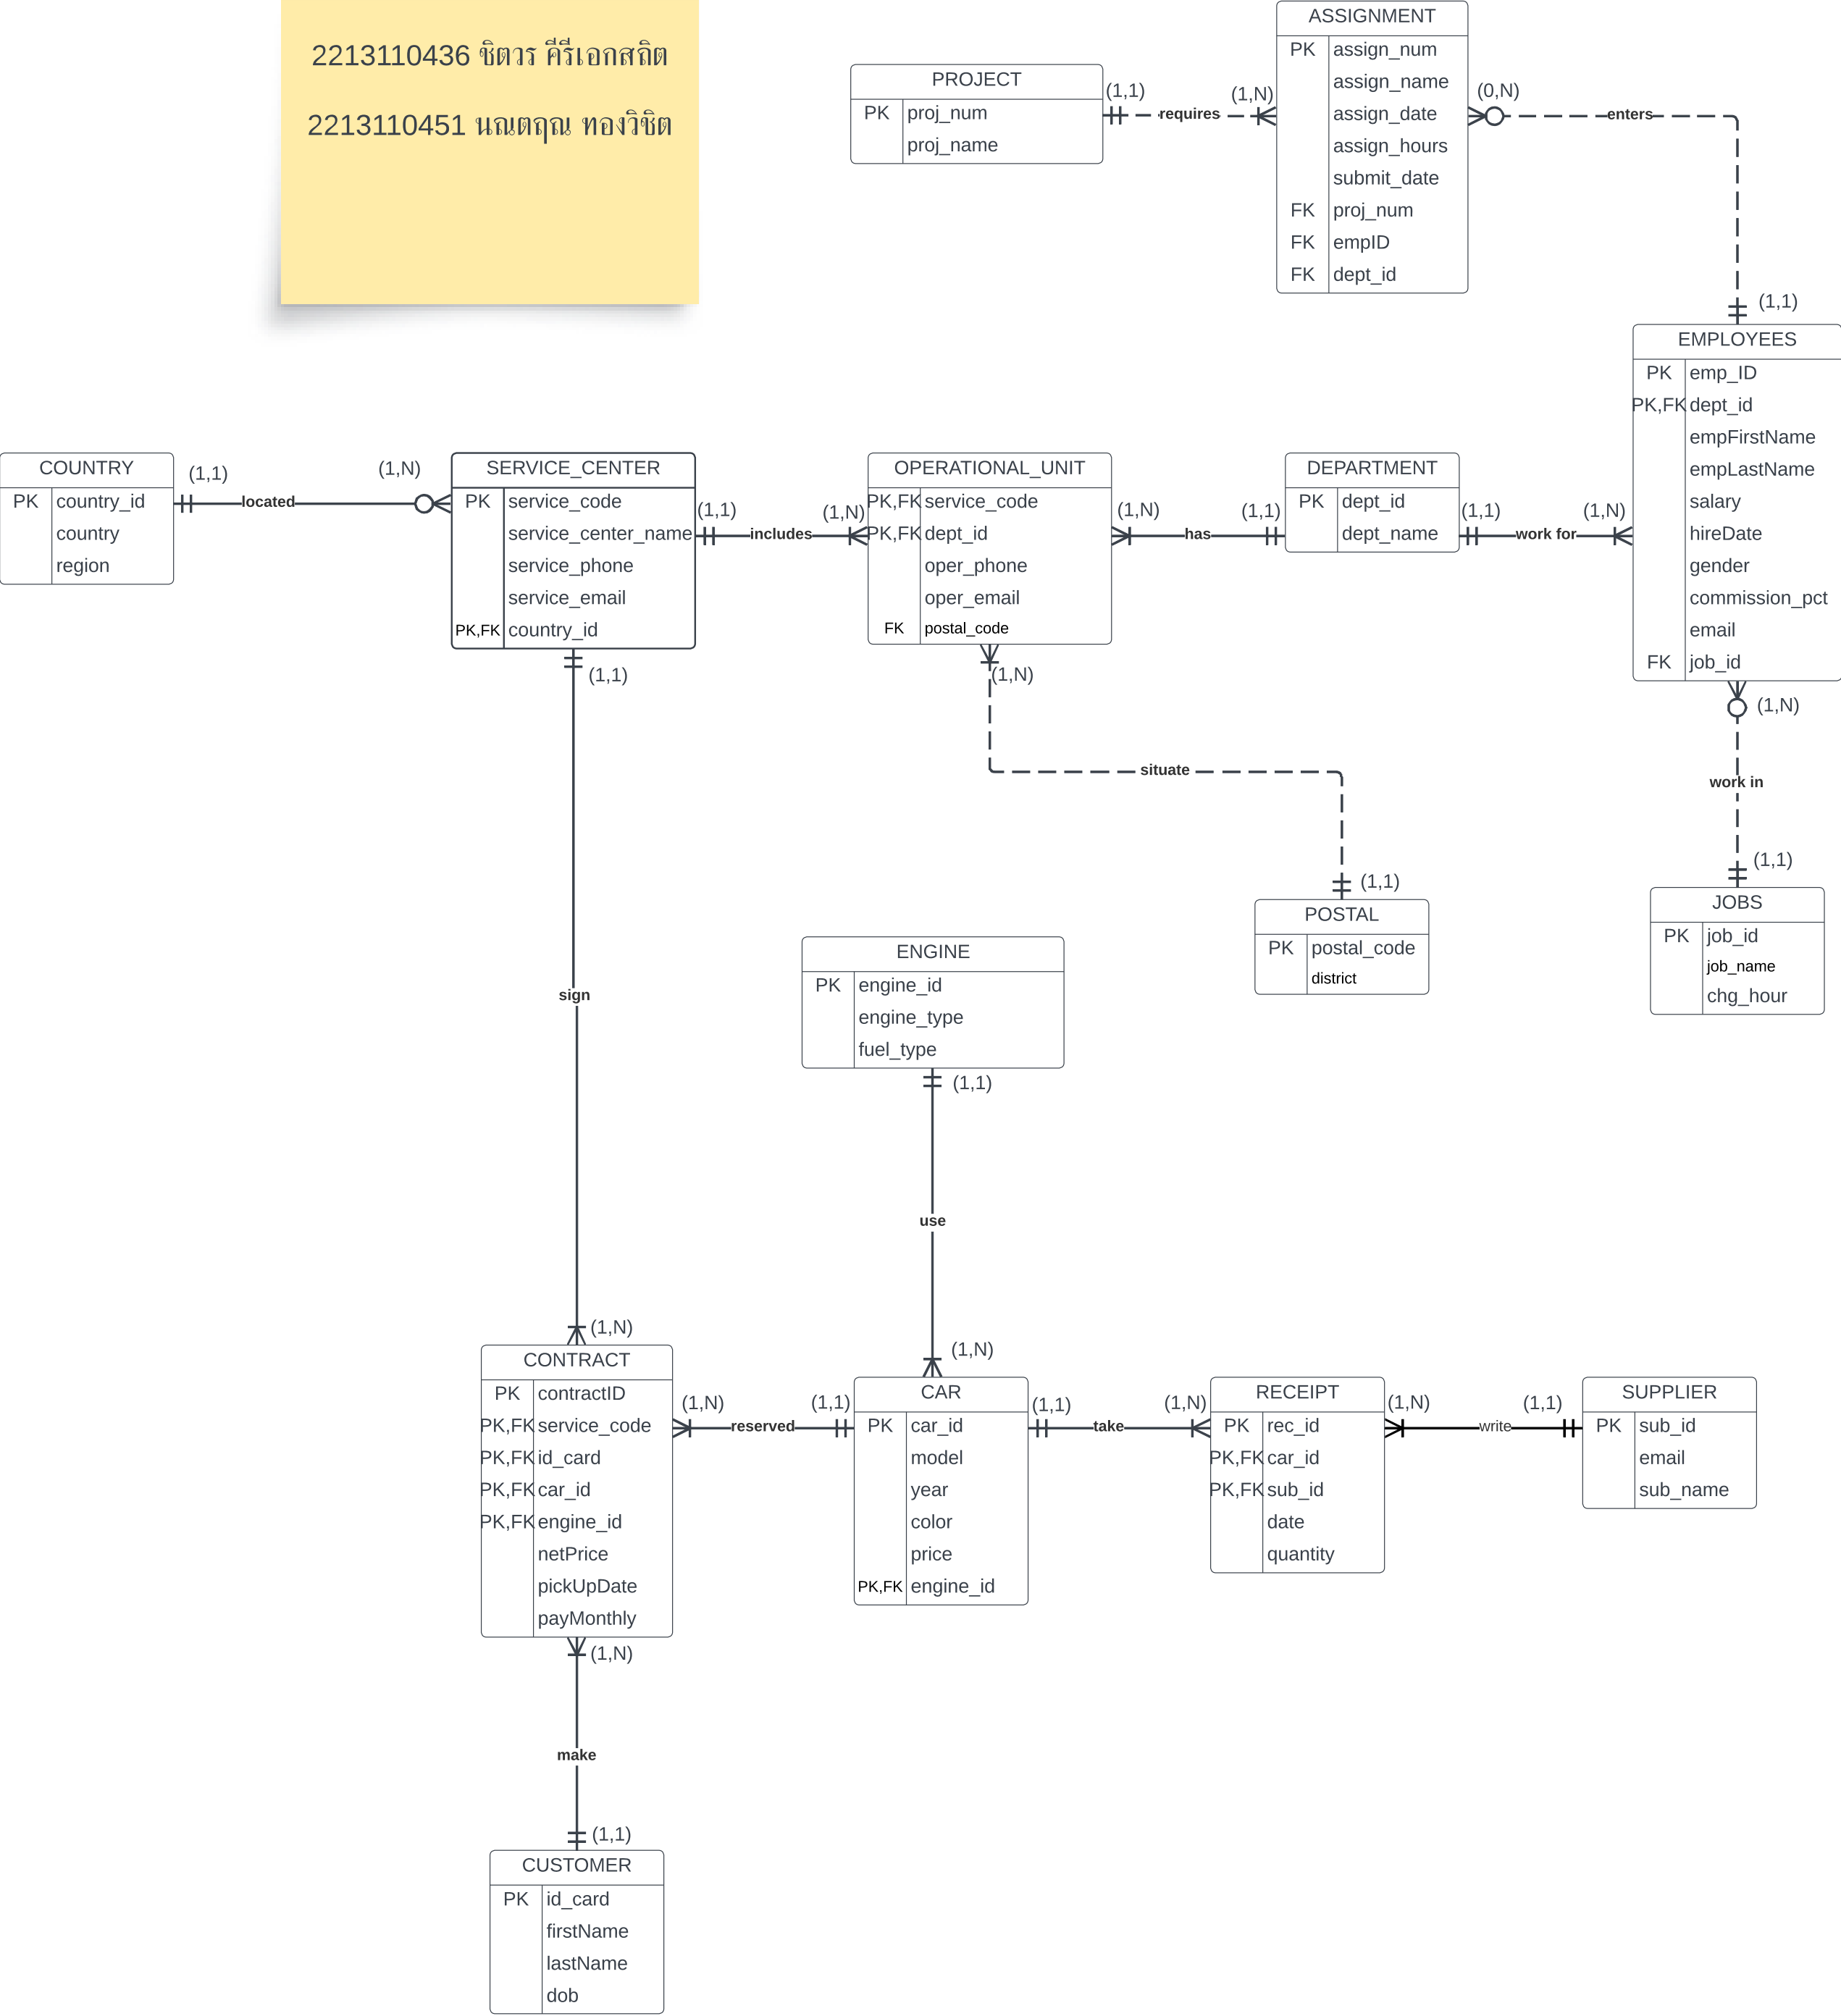 2213110436 ชิตวร คีรีเอกสถิต
2213110451 นณตฤณ ทองวิชิต
ASSIGNMENT
PK assign_num
assign_name
assign_date
assign_hours
submit_date
FK proj_num
FK empID
FK dept_id
PROJECT
PK proj_num
proj_name
(1,1)
requires
(1,N)
(0,N)
enters
(1,1)
EMPLOYEES
PK emp_ID
PK,FK dept_id
empFirstName
empLastName
salary
hireDate
gender
commission_pct
email
FK job_id
COUNTRY
PK country_id
country
region
(1,1)
located
(1,N)
SERVICE_CENTER
PK service_code
service_center_name
service_phone
service_email
PK,FK country_id
(1,1)
includes
(1,N)
OPERATIONAL_UNIT
PK,FK service_code
PK,FK dept_id
oper_phone
oper_email
FK postal_code
(1,N)
has
(1,1)
DEPARTMENT
PK dept_id
dept_name
(1,1)
work for
(1,N)
(1,1)
(1,N)
(1,N)
situate
work in
(1,1)
(1,1)
POSTAL
PK postal_code
district
JOBS
PK job_id
job_name
chg_hour
ENGINE
PK engine_id
engine_type
fuel_type
sign
(1,1)
use
(1,N)
(1,N)
CONTRACT
PK contractID
PK,FK service_code
PK,FK id_card
PK,FK car_id
PK,FK engine_id
netPrice
pickUpDate
payMonthly
(1,N)
reserved
(1,1)
CAR
PK car_id
model
year
color
price
PK,FK engine_id
(1,1)
take
(1,N)
RECEIPT
PK rec_id
PK,FK car_id
PK,FK sub_id
date
quantity
(1,N)
write
(1,1)
SUPPLIER
PK sub_id
email
sub_name
(1,N)
make
(1,1)
CUSTOMER
PK id_card
firstName
lastName
dob